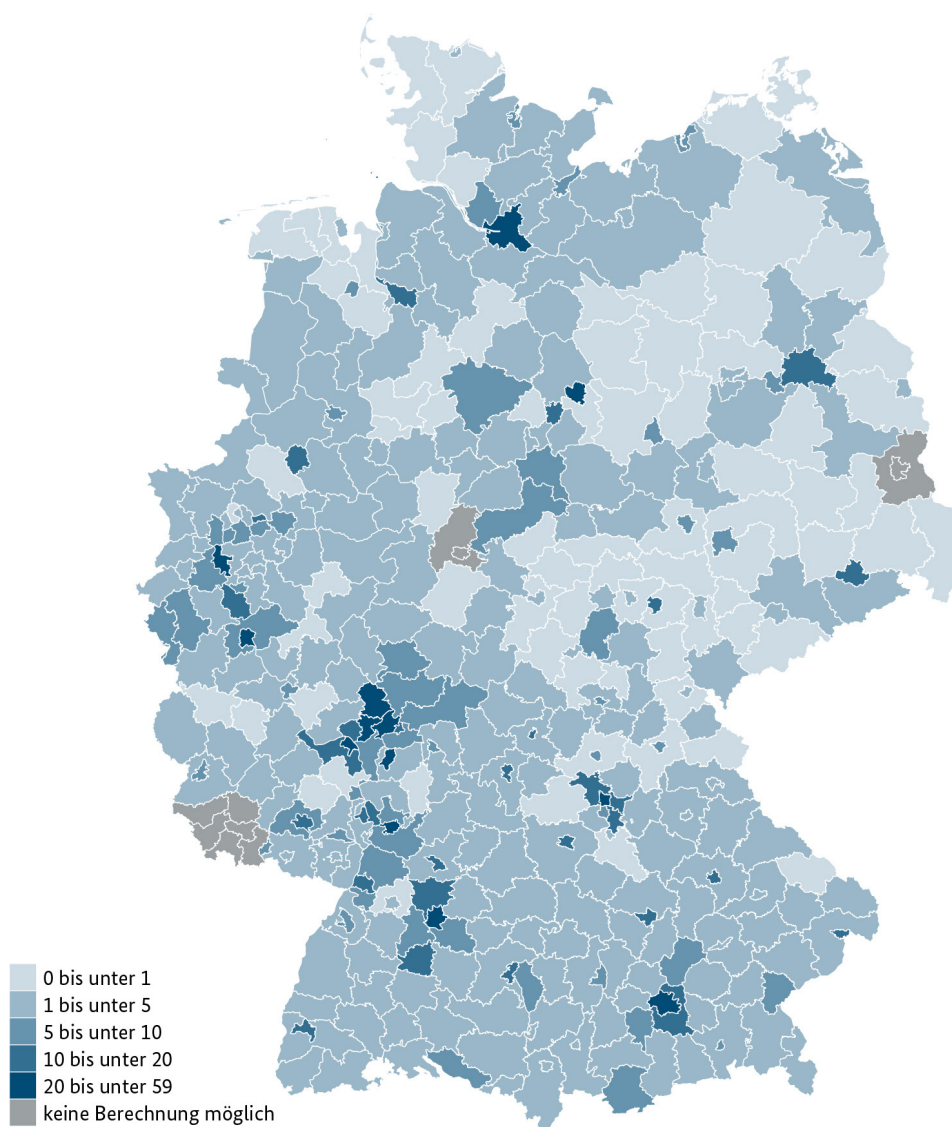 0 bis unter 1
1 bis unter 5
5 bis unter 10
10 bis unter 20
20 bis unter 59
keine Berechnung möglich